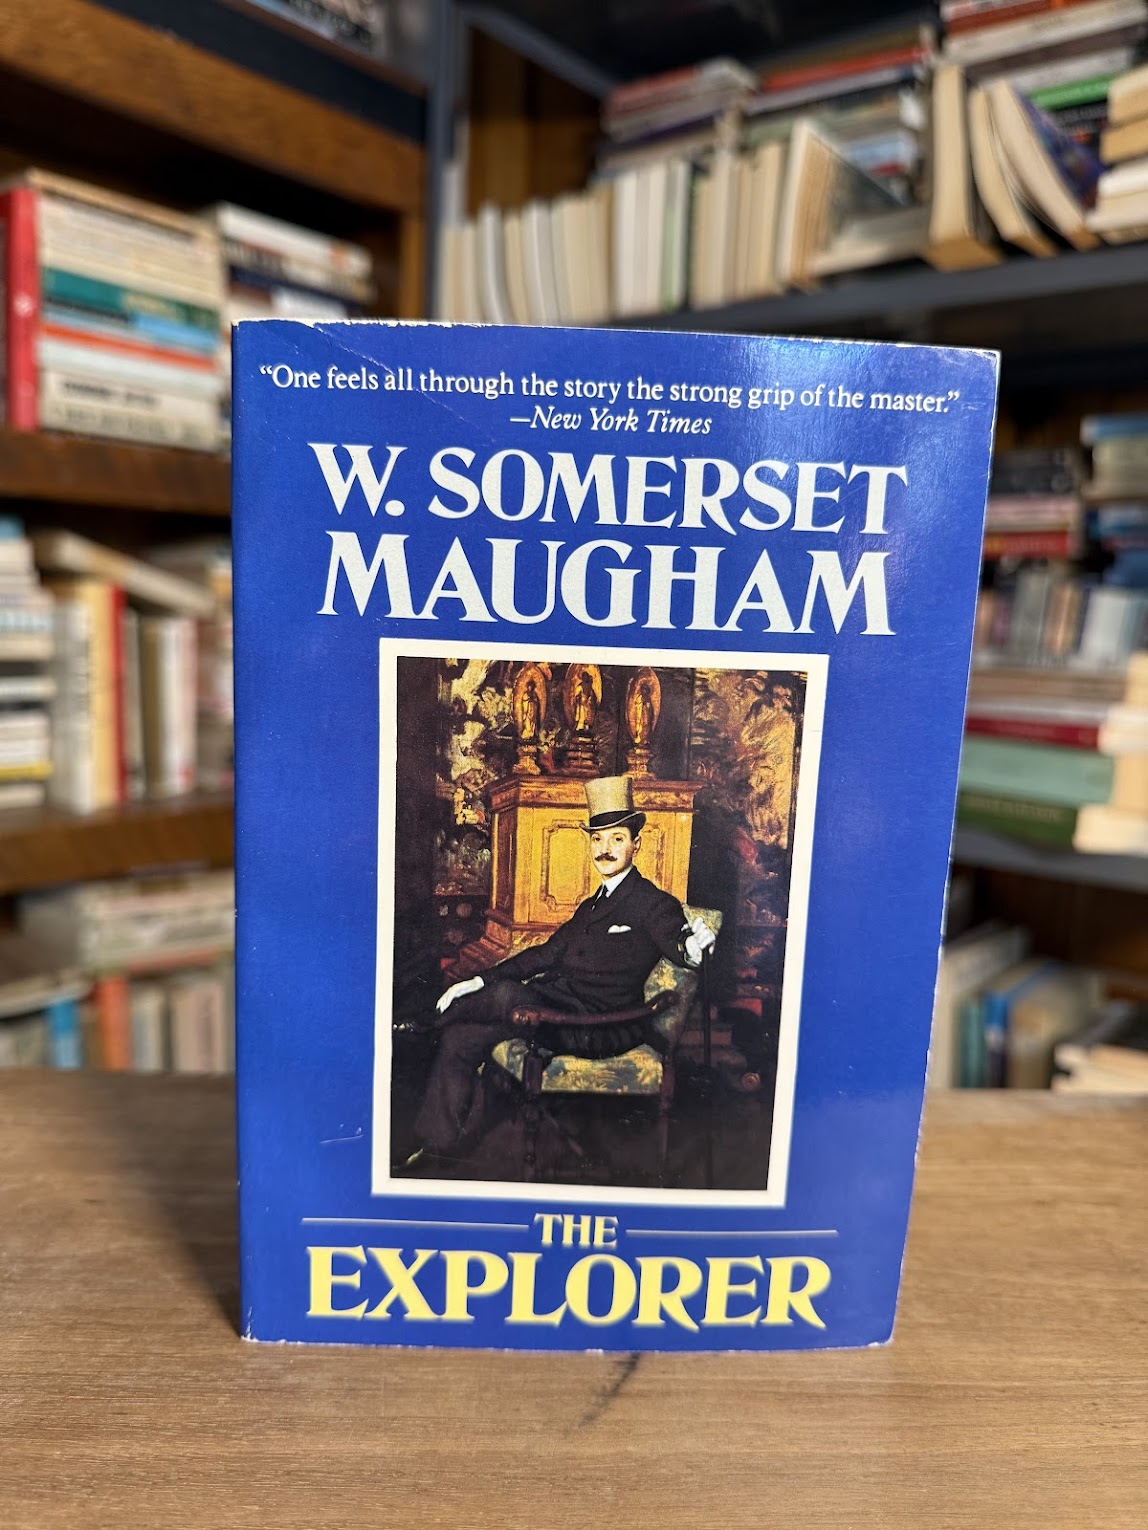 “One feels all through the story the strong grip of the master.”
—New York Times
W. SOMERSET
MAUGHAM
THE
EXPLORER